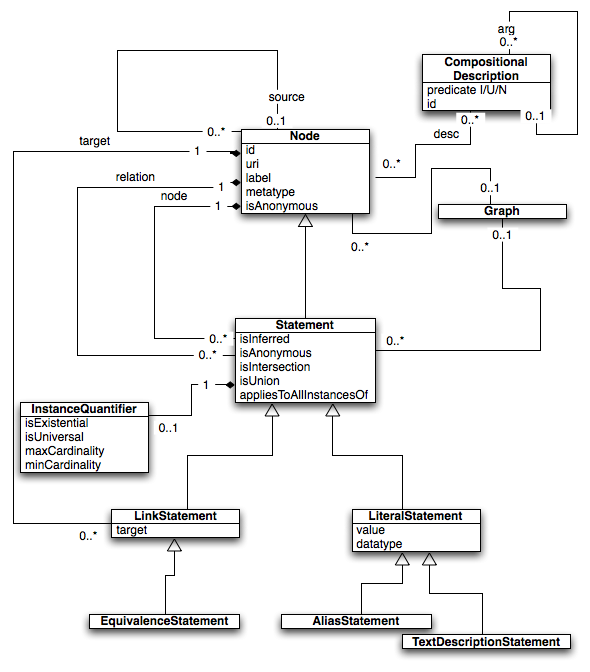 arg
0..*
Compositional
Description
predicate I/U/N
id
0..*
0..1
desc
source
0..*
0..1
target
1
Node
id
uri
label
metatype
isAnonymous
0..*
relation
1
node
1
0..1
Graph
0..*
0..1
Statement
isInferred
isAnonymous
isIntersection
isUnion
appliesToAllInstancesOf
0..*
0..*
0..*
1
InstanceQuantifier
isExistential
isUniversal
maxCardinality
minCardinality
0..1
LinkStatement
target
0..*
LiteralStatement
value
datatype
EquivalenceStatement
AliasStatement
TextDescriptionStatement